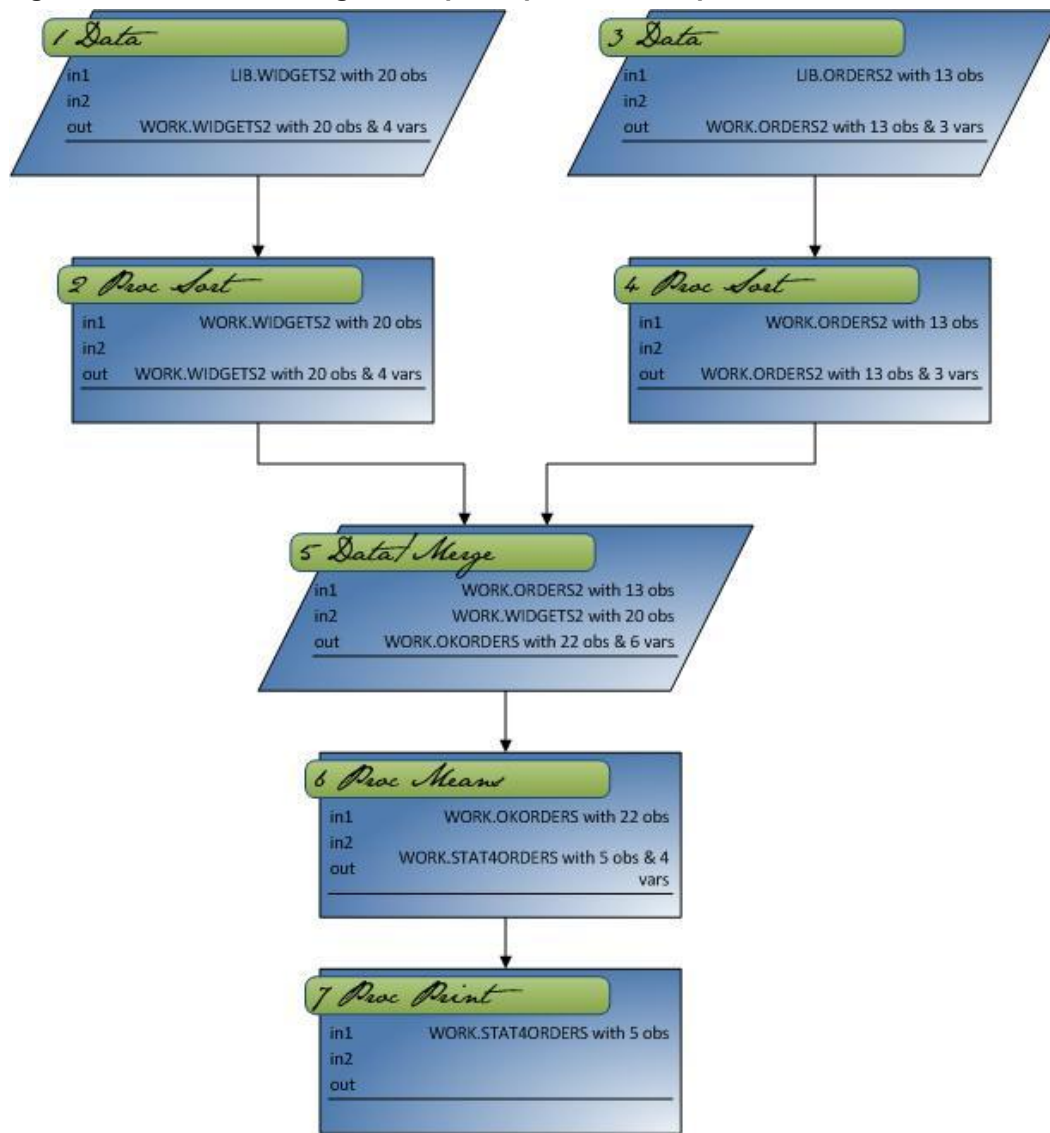 1 Data
in1 LIB.WIDGETS2 with 20 obs
in2
out WORK.WIDGETS2 with 20 obs & 4 vars
3 Data
in1 LIB.ORDERS2 with 13 obs
in2
out WORK.ORDERS2 with 13 obs & 3 vars
2 Proc Sort
in1 WORK.WIDGETS2 with 20 obs
in2
out WORK.WIDGETS2 with 20 obs & 4 vars
4 Proc Sort
in1 WORK.ORDERS2 with 13 obs
in2
out WORK.ORDERS2 with 13 obs & 3 vars
5 Data/Merge
in1 WORK.ORDERS2 with 13 obs
in2 WORK.WIDGETS2 with 20 obs
out WORK.OKORDERS with 22 obs & 6 vars
6 Proc Means
in1 WORK.OKORDERS with 22 obs
in2
out WORK.STAT4ORDERS with 5 obs & 4
vars
7 Proc Print
in1 WORK.STAT4ORDERS with 5 obs
in2
out